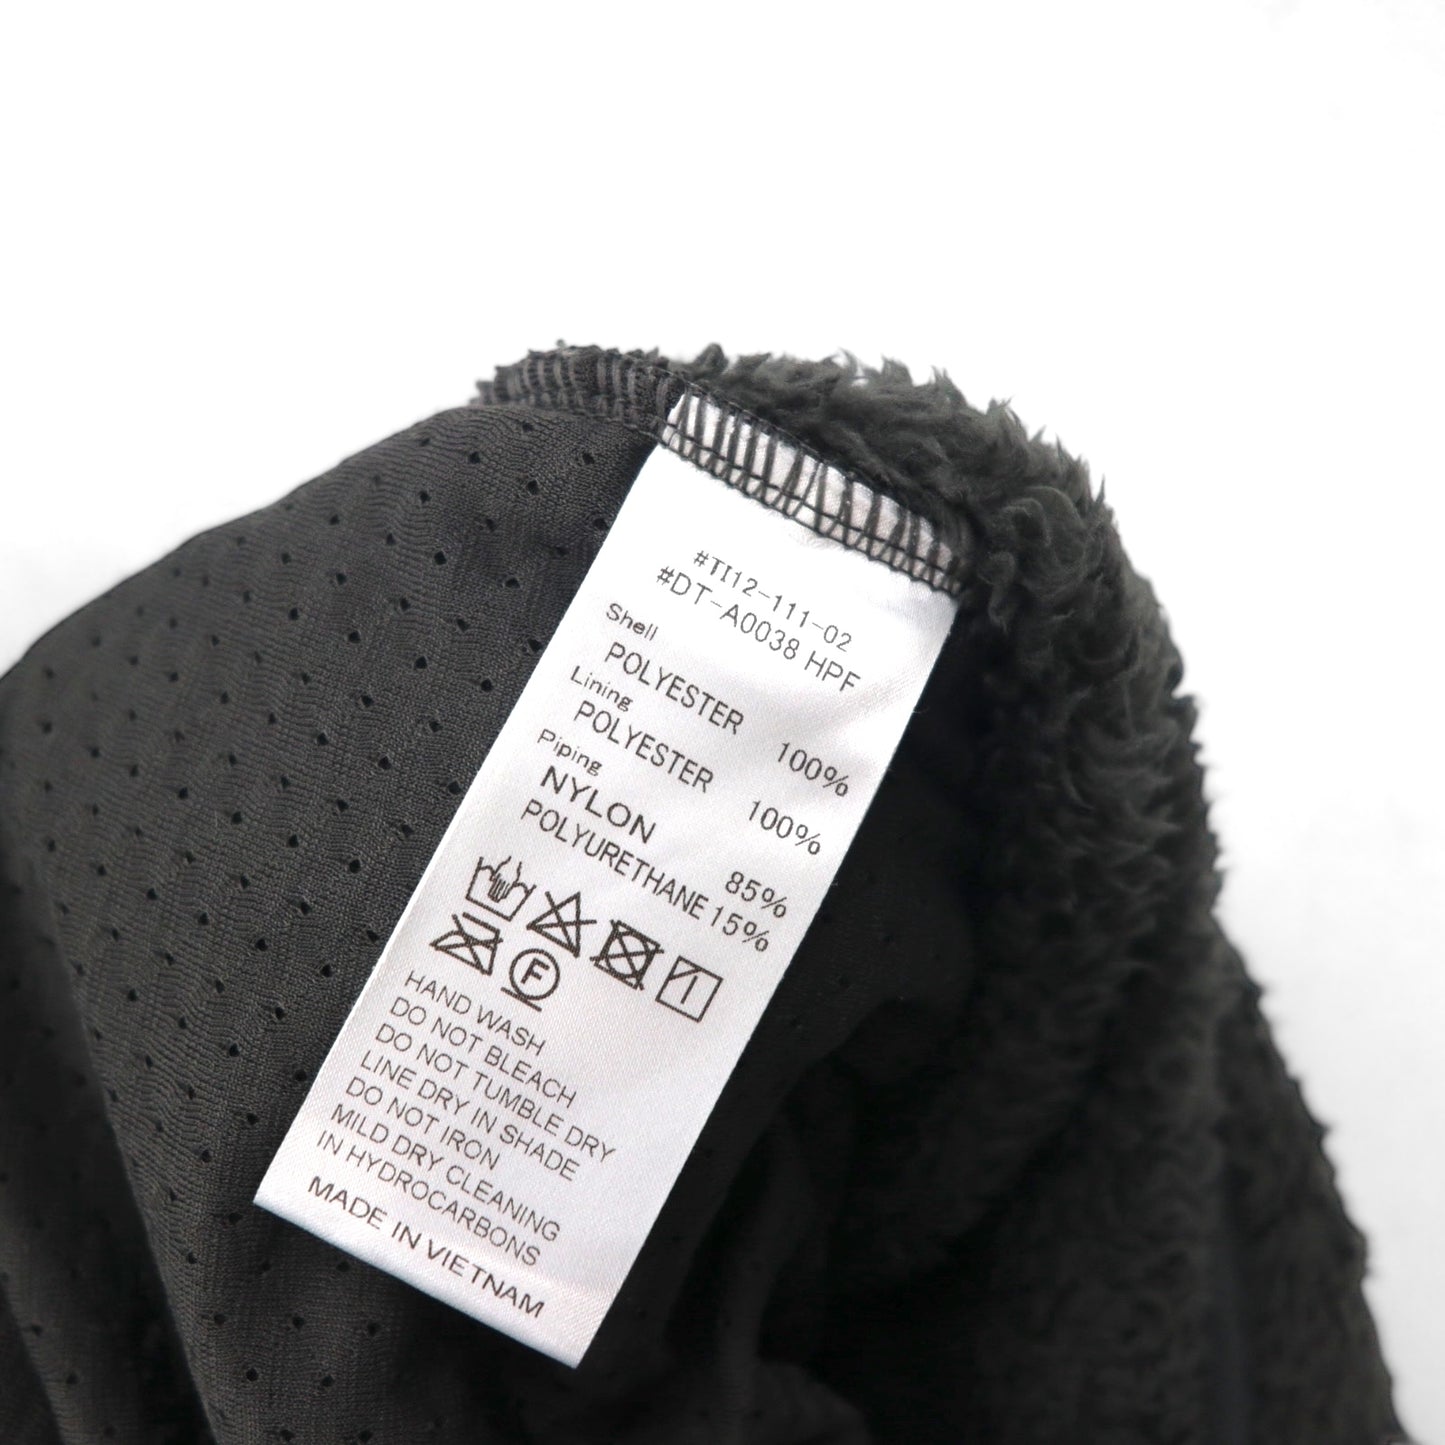 #TI12-111-02
#DT-A0038 HPF
Shell
POLYESTER 100%
Lining
POLYESTER 100%
Piping
NYLON 85%
POLYURETHANE 15%
F
HAND WASH
DO NOT BLEACH
DO NOT TUMBLE DRY
LINE DRY IN SHADE
DO NOT IRON
MILD DRY CLEANING
IN HYDROCARBONS
MADE IN VIETNAM